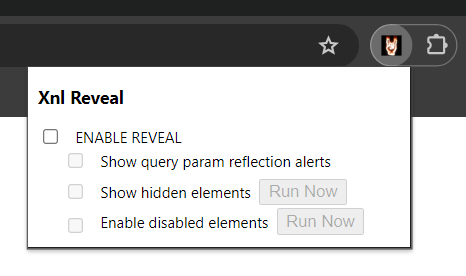 Xnl Reveal
ENABLE REVEAL
Show query param reflection alerts
Show hidden elements Run Now
Enable disabled elements Run Now